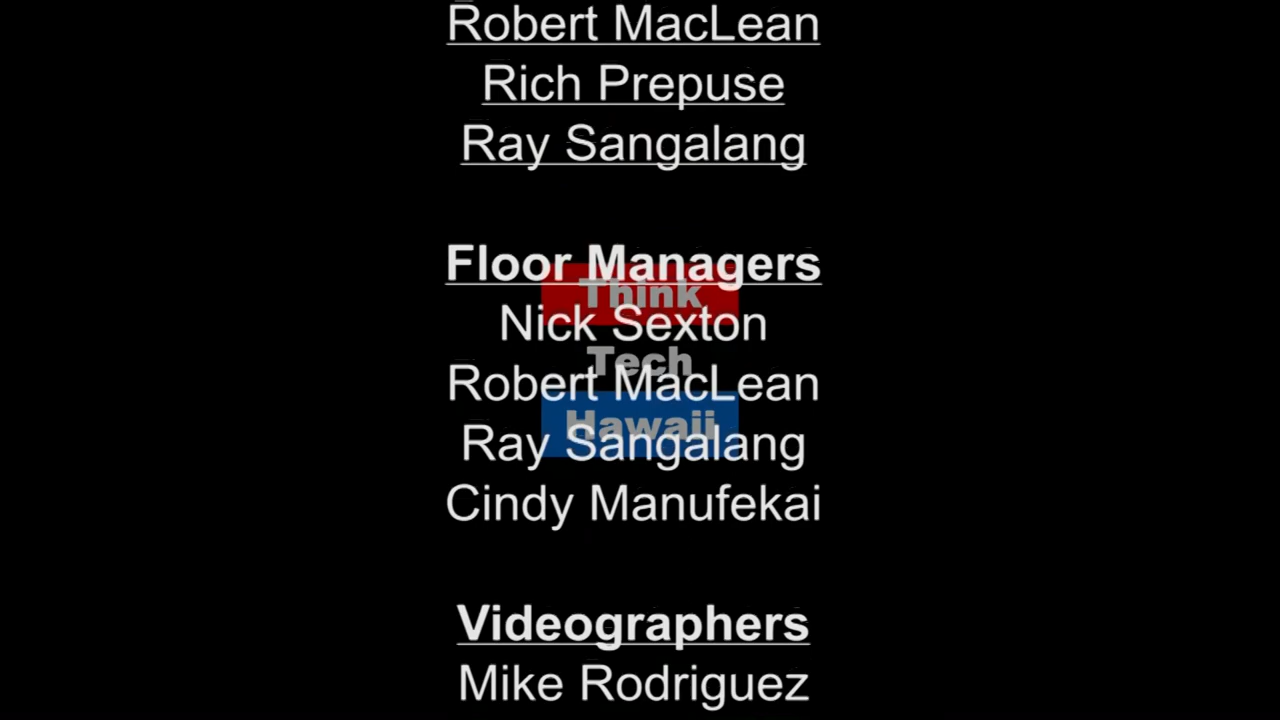 Robert MacLean
Rich Prepuse
Ray Sangalang
Floor Managers
Think
Nick Sexton
Tech
Robert MacLean
Hawaii
Ray Sangalang
Cindy Manufekai
Videographers
Mike Rodriguez